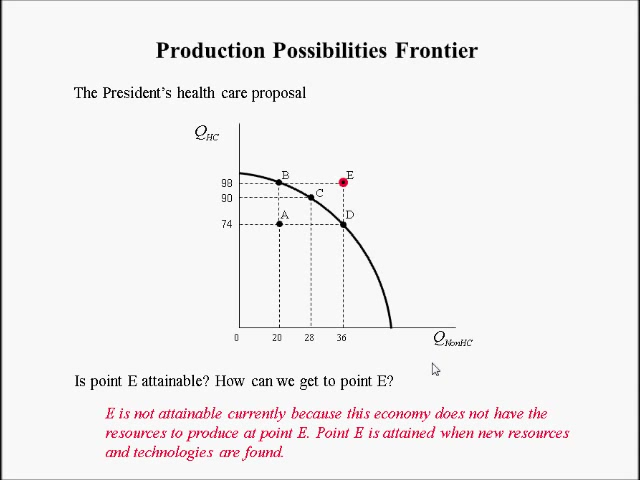 Production Possibilities Frontier
The President's health care proposal
QHC
B
E
98
C
90
A
D
74
0
20
28
36
QNonHC
Is point E attainable? How can we get to point E?
E is not attainable currently because this economy does not have the
resources to produce at point E. Point E is attained when new resources
and technologies are found.